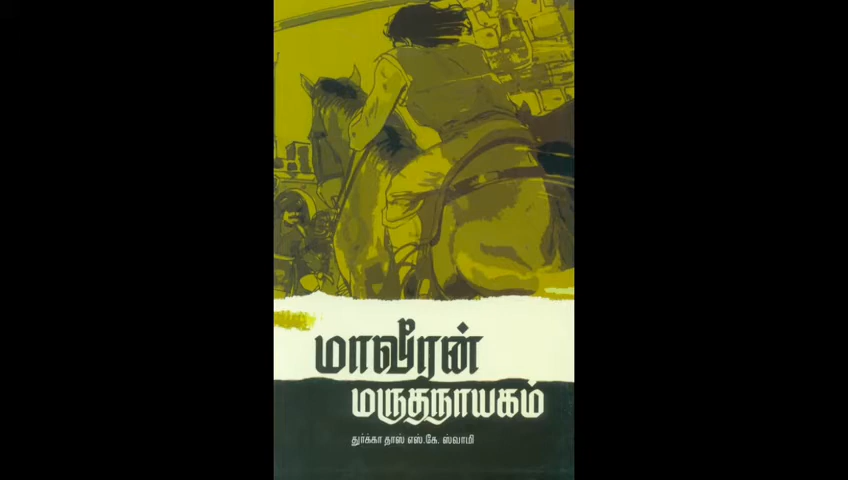 மாவீரன்
மருதநாயகம்
துர்க்கா தாஸ் எஸ்.கே. ஸ்வாமி